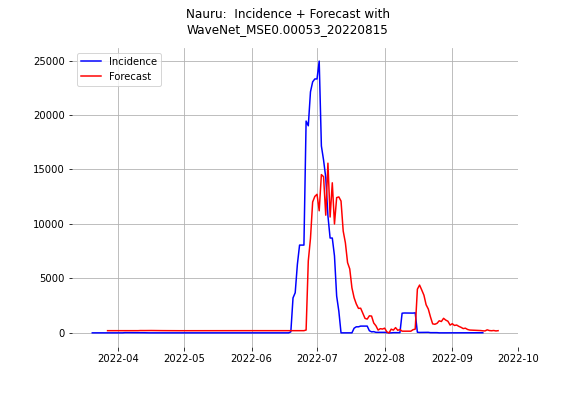 Nauru:  Incidence + Forecast with
WaveNet_MSE0.00053_20220815
Incidence
Forecast
25000
20000
15000
10000
5000
0
2022-04 2022-05 2022-06 2022-07 2022-08 2022-09 2022-10